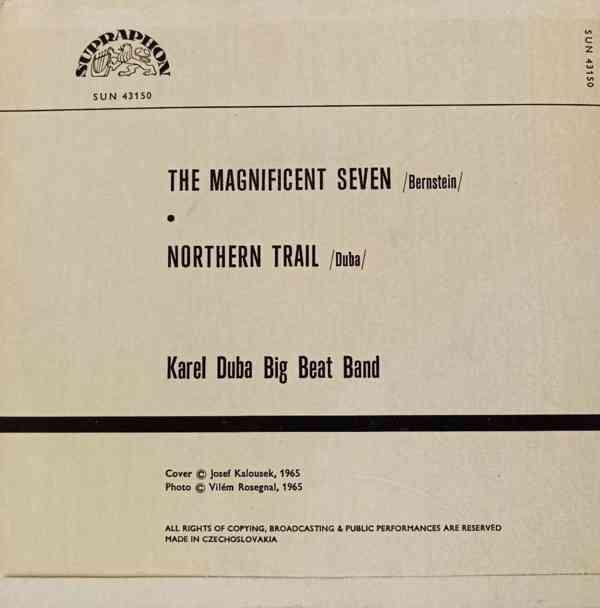 SUPRAPHON
SUN 43150
SUN 43150
THE MAGNIFICENT SEVEN /Bernstein/
•
NORTHERN TRAIL /Duba/
Karel Duba Big Beat Band
Cover © Josef Kalousek, 1965
Photo © Vilém Rosegnal, 1965
ALL RIGHTS OF COPYING, BROADCASTING & PUBLIC PERFORMANCES ARE RESERVED
MADE IN CZECHOSLOVAKIA